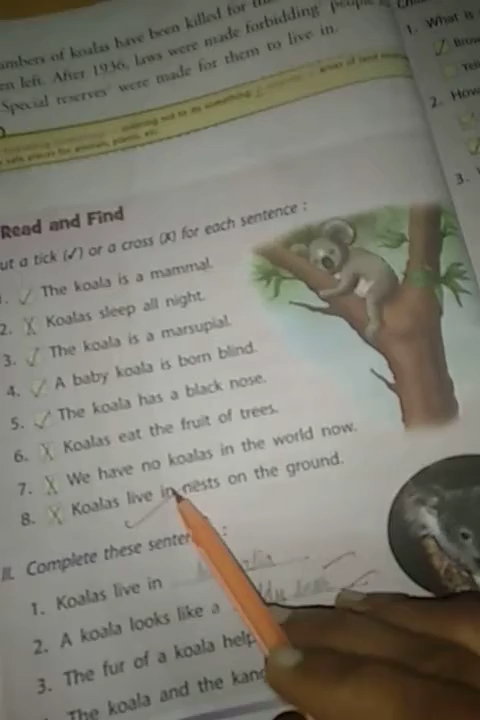 of koalas have been killed for
en left. After 1936, laws were made forbidding people
Special reserves were made for them to live in.
Read and Find
ut a tick (✓) or a cross (X) for each sentence :
1. ✓ The koala is a mammal.
2. X Koalas sleep all night.
3. ✓ The koala is a marsupial.
4. ✓ A baby koala is born blind.
5. ✓ The koala has a black nose.
6. X Koalas eat the fruit of trees.
7. X We have no koalas in the world now.
8. X Koalas live in nests on the ground.
II. Complete these senten :
1. Koalas live in
2. A koala looks like a
3. The fur of a koala help
The koala and the kang
1. What is
2. How
3.